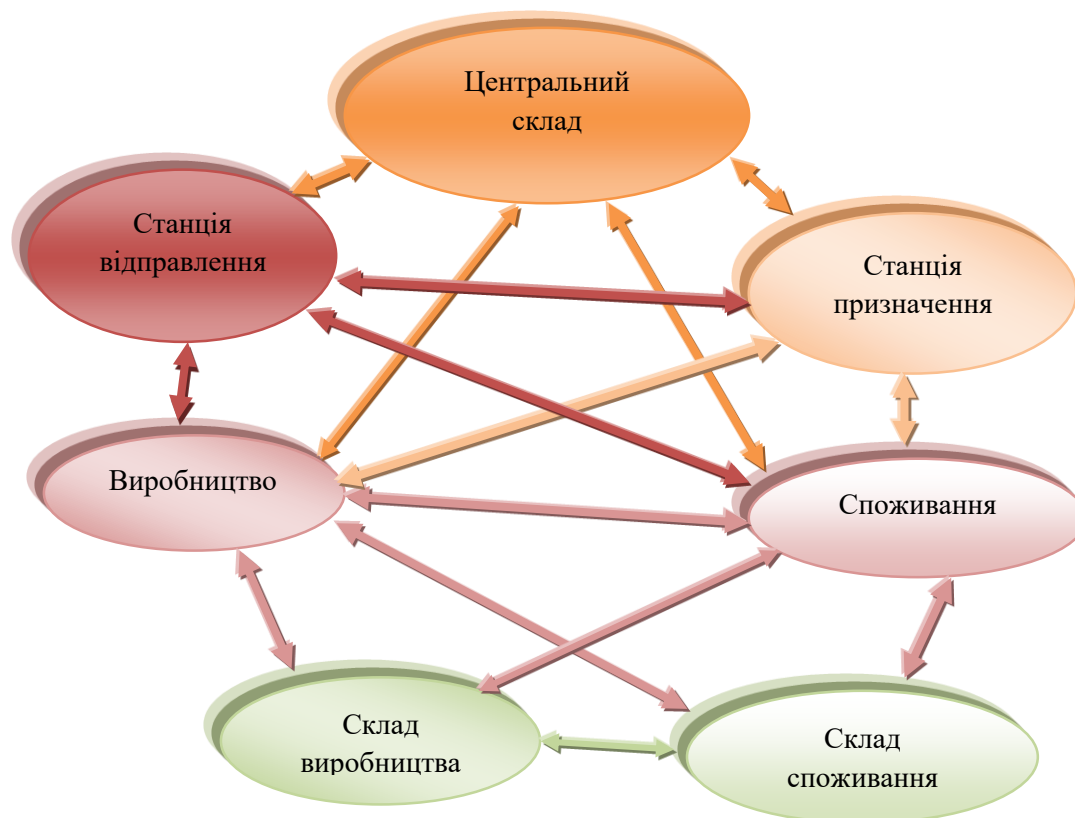 Центральний
склад
Станція
відправлення
Станція
призначення
Виробництво
Споживання
Склад
виробництва
Склад
споживання